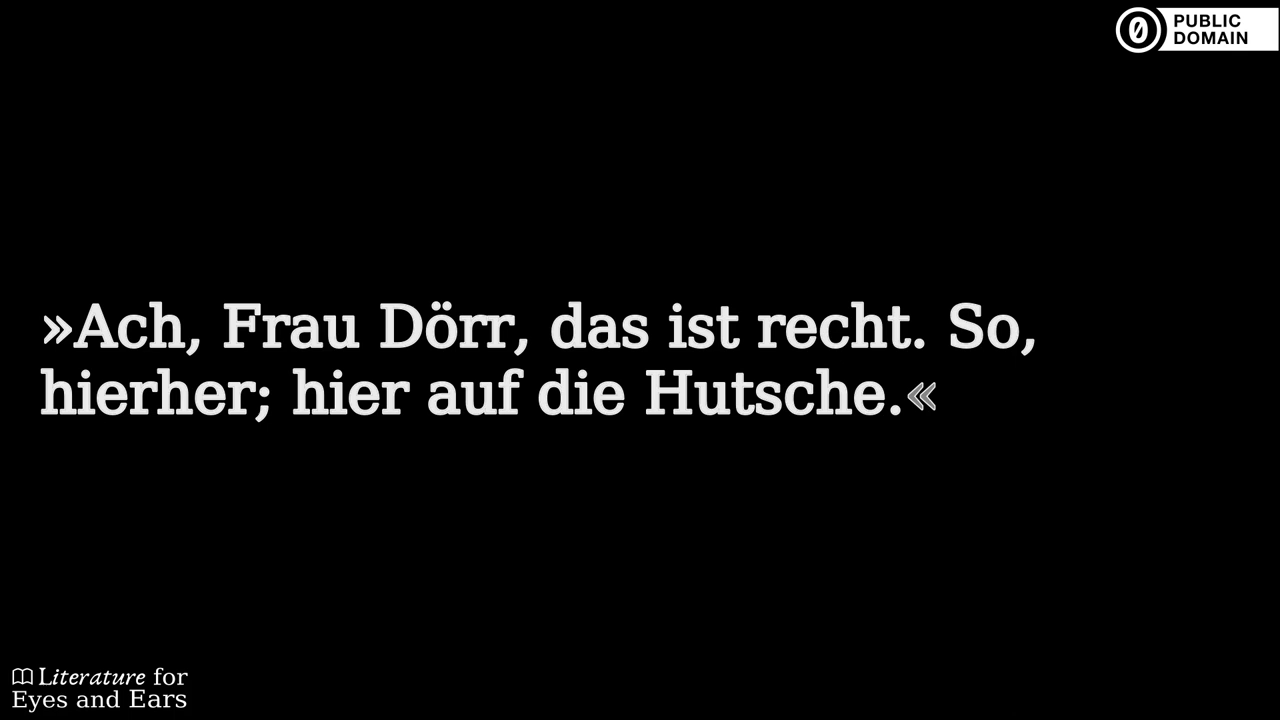 PUBLIC
DOMAIN
»Ach, Frau Dörr, das ist recht. So,
hierher; hier auf die Hutsche.«
Literature for
Eyes and Ears